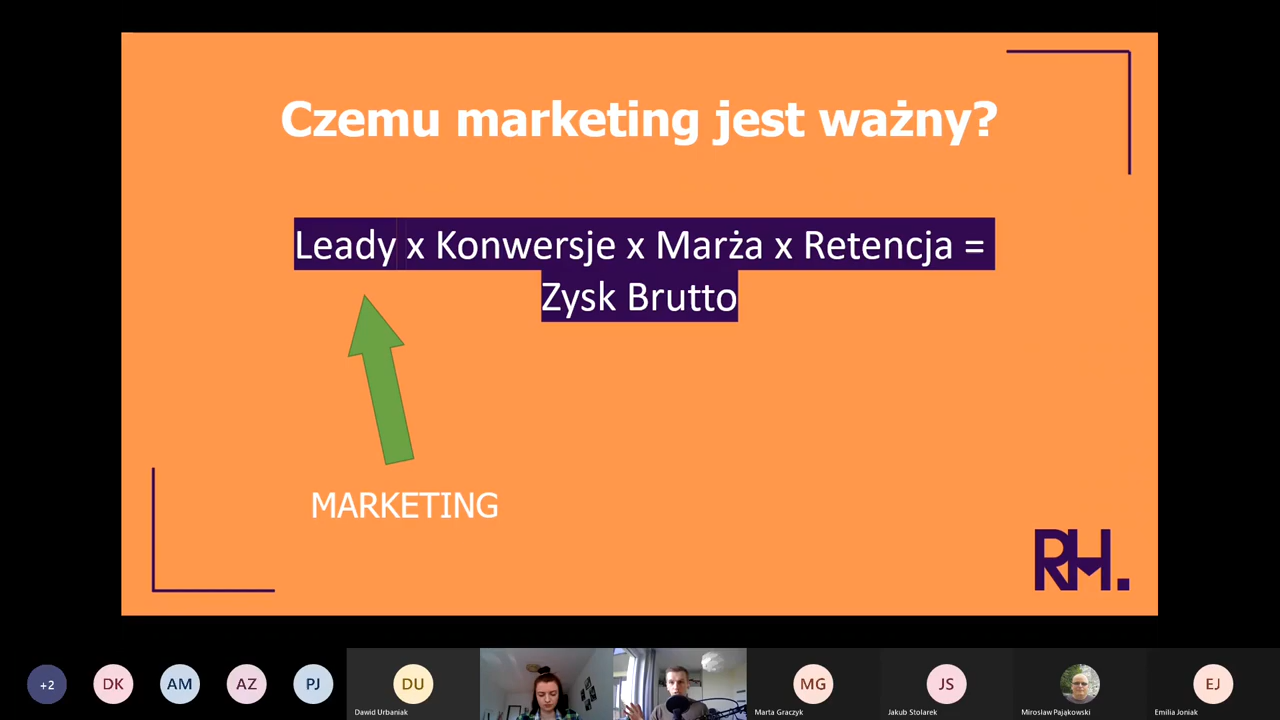 Czemu marketing jest ważny?
Leady x Konwersje x Marża x Retencja =
Zysk Brutto
MARKETING
RH.
+2
DK
AM
AZ
PJ
DU
Dawid Urbaniak
MG
Marta Graczyk
JS
Jakub Stolarek
Mirosław Pająkowski
EJ
Emilia Joniak